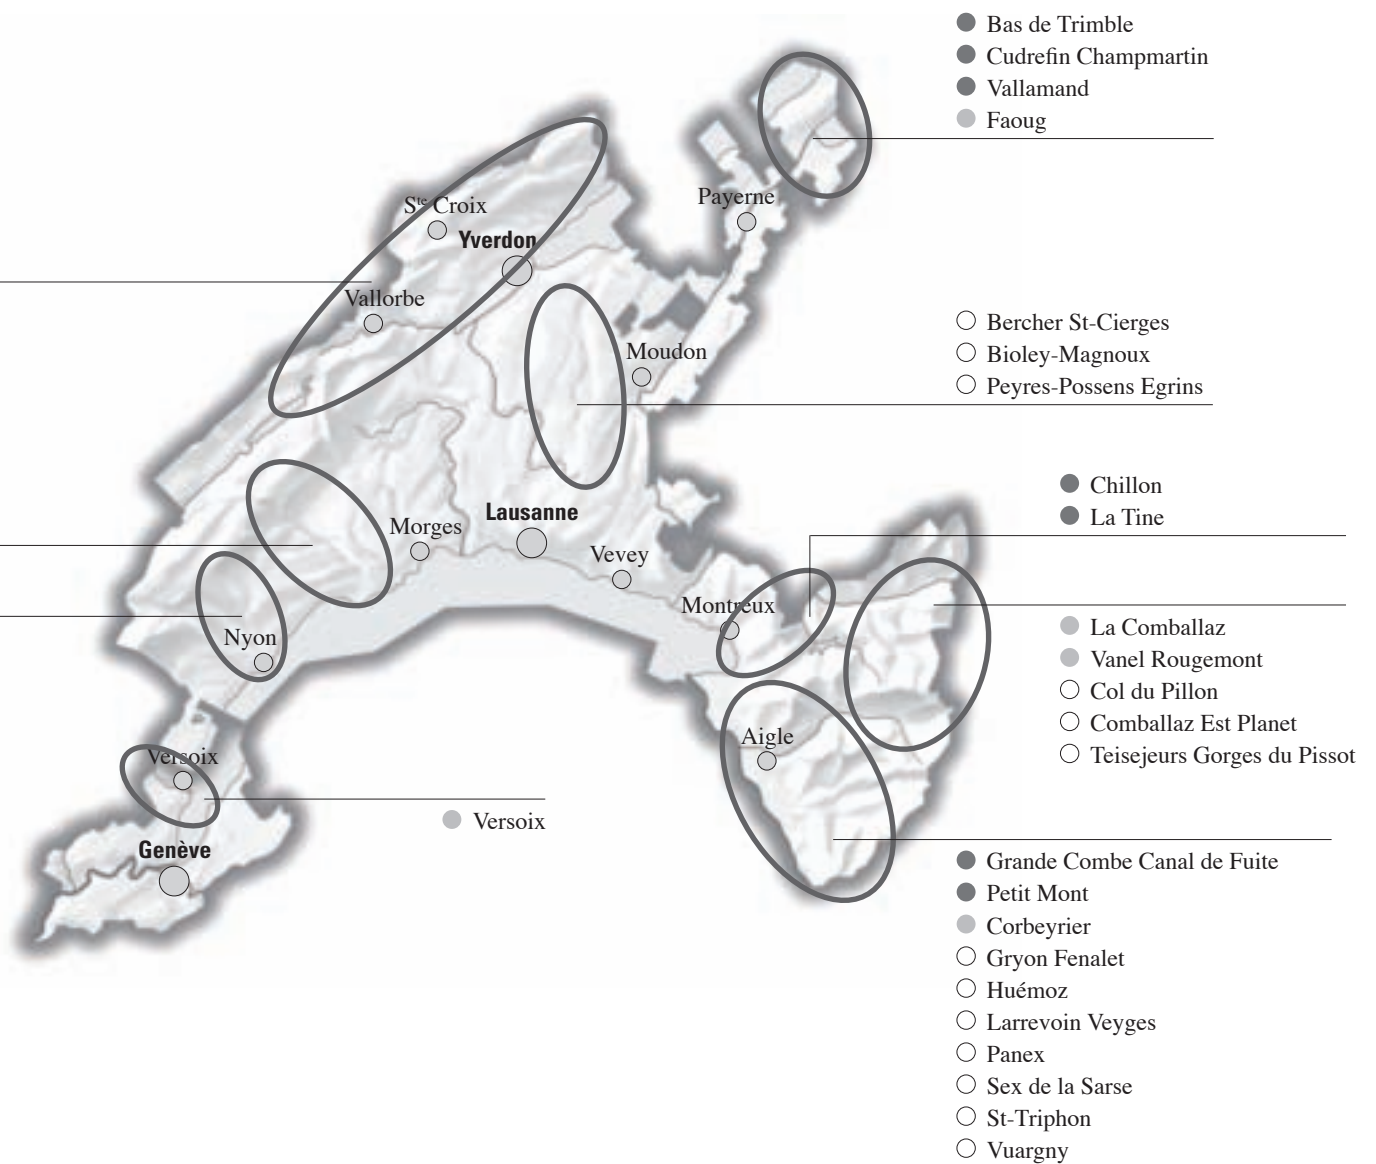 Bas de Trimble
Cudrefin Champmartin
Vallamand
Faoug
Payerne
Ste Croix
Yverdon
Vallorbe
Moudon
Bercher St-Cierges
Bioley-Magnoux
Peyres-Possens Egrins
Chillon
La Tine
Lausanne
Morges
Vevey
Montreux
Nyon
La Comballaz
Vanel Rougemont
Col du Pillon
Comballaz Est Planet
Teisejeurs Gorges du Pissot
Aigle
Versoix
Versoix
Genève
Grande Combe Canal de Fuite
Petit Mont
Corbeyrier
Gryon Fenalet
Huémoz
Larrevoin Veyges
Panex
Sex de la Sarse
St-Triphon
Vuargny